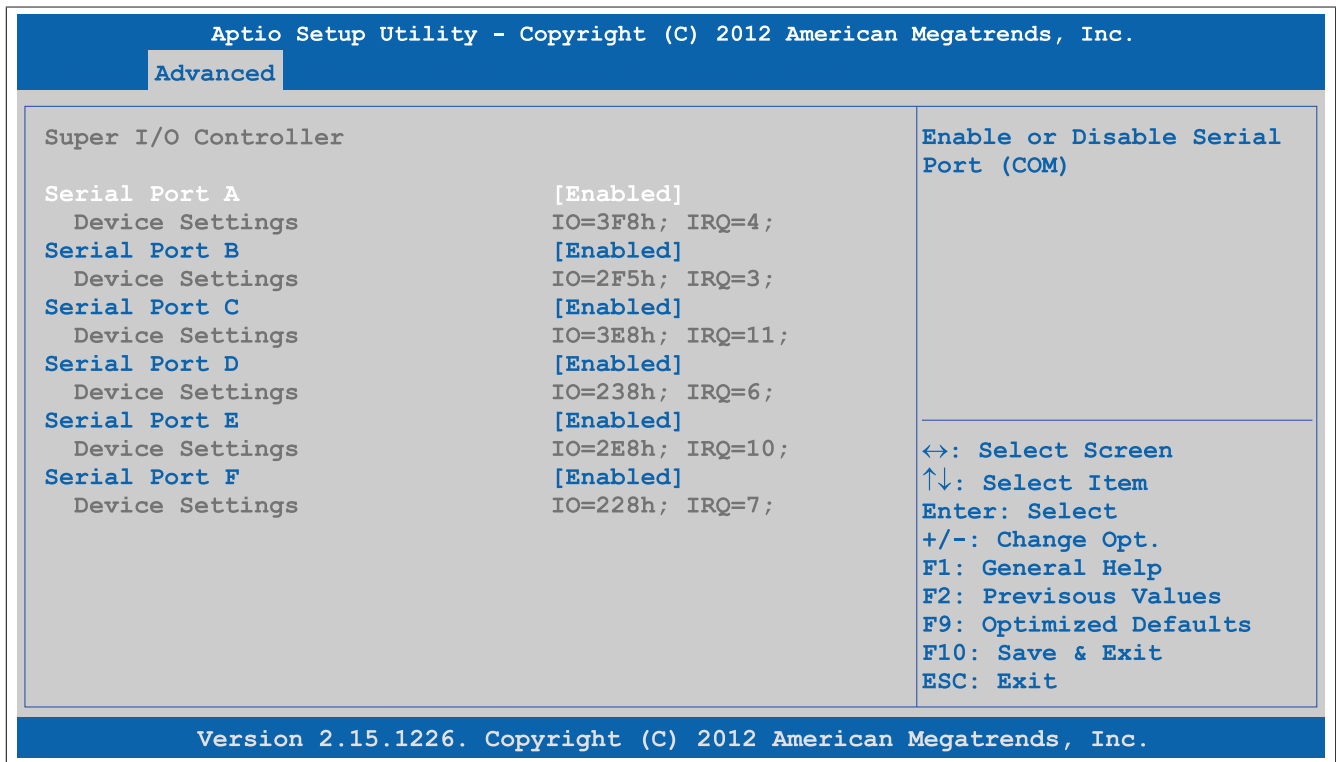 Aptio Setup Utility - Copyright (C) 2012 American Megatrends, Inc.
Advanced
Super I/O Controller
Serial Port A [Enabled]
Device Settings IO=3F8h; IRQ=4;
Serial Port B [Enabled]
Device Settings IO=2F5h; IRQ=3;
Serial Port C [Enabled]
Device Settings IO=3E8h; IRQ=11;
Serial Port D [Enabled]
Device Settings IO=238h; IRQ=6;
Serial Port E [Enabled]
Device Settings IO=2E8h; IRQ=10;
Serial Port F [Enabled]
Device Settings IO=228h; IRQ=7;
Enable or Disable Serial
Port (COM)
↔: Select Screen
↑↓: Select Item
Enter: Select
+/-: Change Opt.
F1: General Help
F2: Previsous Values
F9: Optimized Defaults
F10: Save & Exit
ESC: Exit
Version 2.15.1226. Copyright (C) 2012 American Megatrends, Inc.